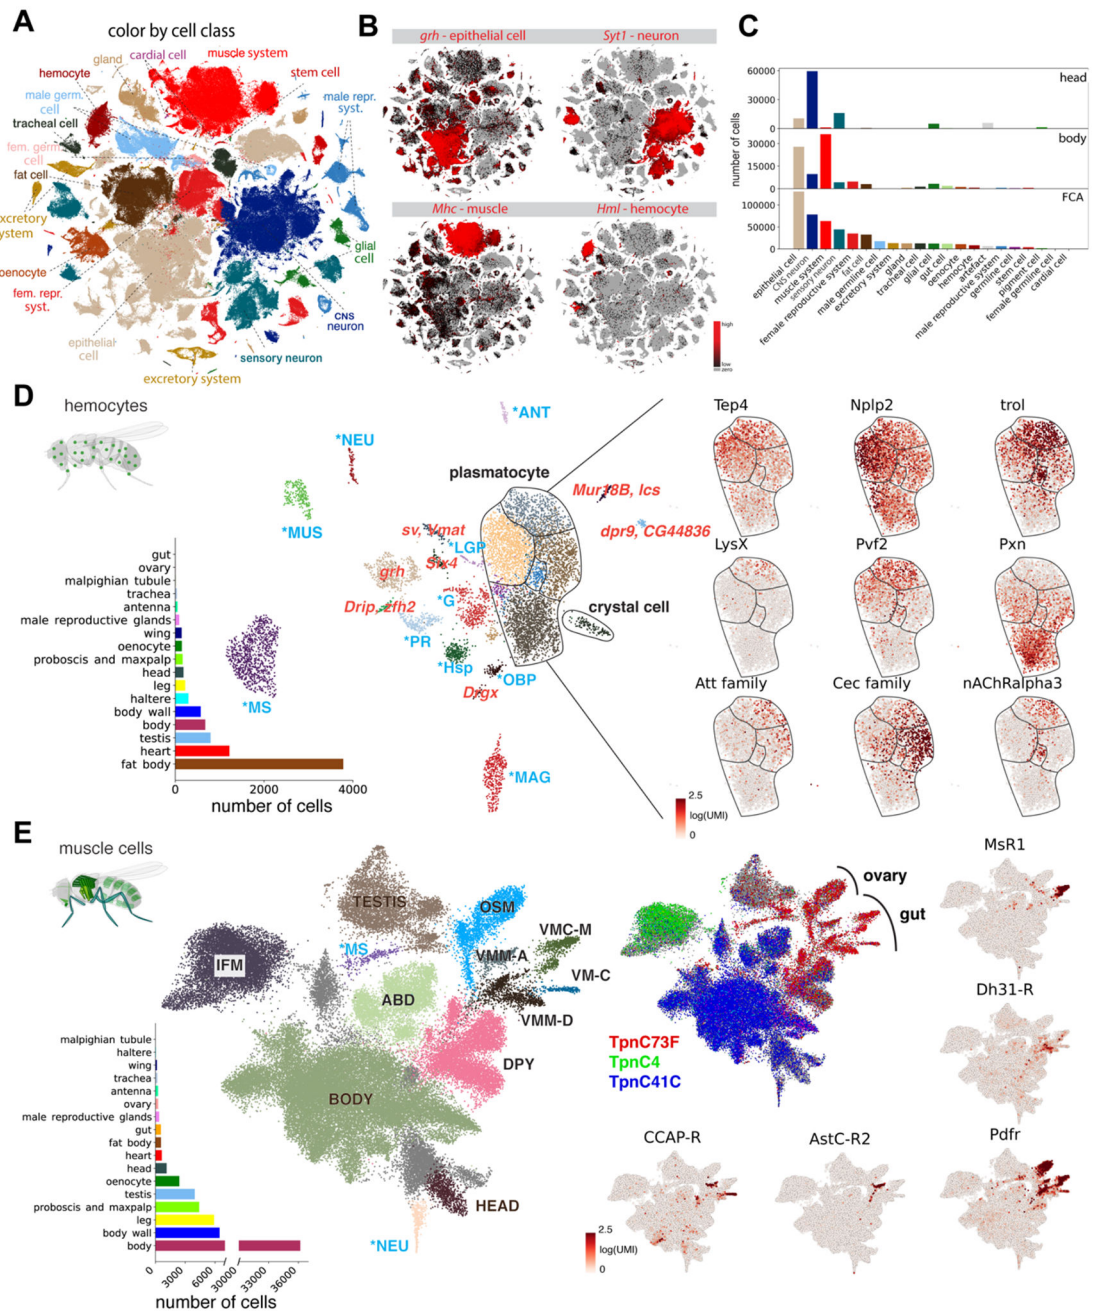 A
color by cell class
gland
cardial cell
muscle system
hemocyte
stem cell
male germ.
cell
male repr.
syst.
tracheal cell
fem. germ.
cell
fat cell
excretory
system
oenocyte
fem. repr.
syst.
glial
cell
CNS
neuron
epithelial
cell
sensory neuron
excretory system
B
grh - epithelial cell
Syt1 - neuron
Mhc - muscle
Hml - hemocyte
high
low
zero
C
number of cells
60000
30000
0
head
30000
15000
0
body
100000
50000
0
FCA
epithelial cell
CNS neuron
muscle system
sensory neuron
female reproductive system
fat cell
male germline cell
excretory system
gland
tracheal cell
glial cell
gut cell
oenocyte
hemocyte
artefact
male reproductive system
germline cell
stem cell
pigment cell
female germline cell
cardial cell
D
hemocytes
*ANT
*NEU
*MUS
plasmatocyte
Mur18B, lcs
sv, Vmat
dpr9, CG44836
*LGP
Six4
grh
*G
Drip, zfh2
*PR
crystal cell
*Hsp
*OBP
Drgx
*MS
*MAG
gut
ovary
malpighian tubule
trachea
antenna
male reproductive glands
wing
oenocyte
proboscis and maxpalp
head
leg
haltere
body wall
body
testis
heart
fat body
0
2000
4000
number of cells
Tep4
Nplp2
trol
LysX
Pvf2
Pxn
Att family
Cec family
nAChRalpha3
2.5
log(UMI)
0
E
muscle cells
TESTIS
OSM
*MS
VMC-M
VMM-A
IFM
VM-C
ABD
VMM-D
DPY
BODY
HEAD
*NEU
malpighian tubule
haltere
wing
trachea
antenna
ovary
male reproductive glands
gut
fat body
heart
head
oenocyte
testis
proboscis and maxpalp
leg
body wall
body
0
3000
6000
30000
33000
36000
number of cells
ovary
gut
TpnC73F
TpnC4
TpnC41C
MsR1
Dh31-R
CCAP-R
AstC-R2
Pdfr
2.5
log(UMI)
0